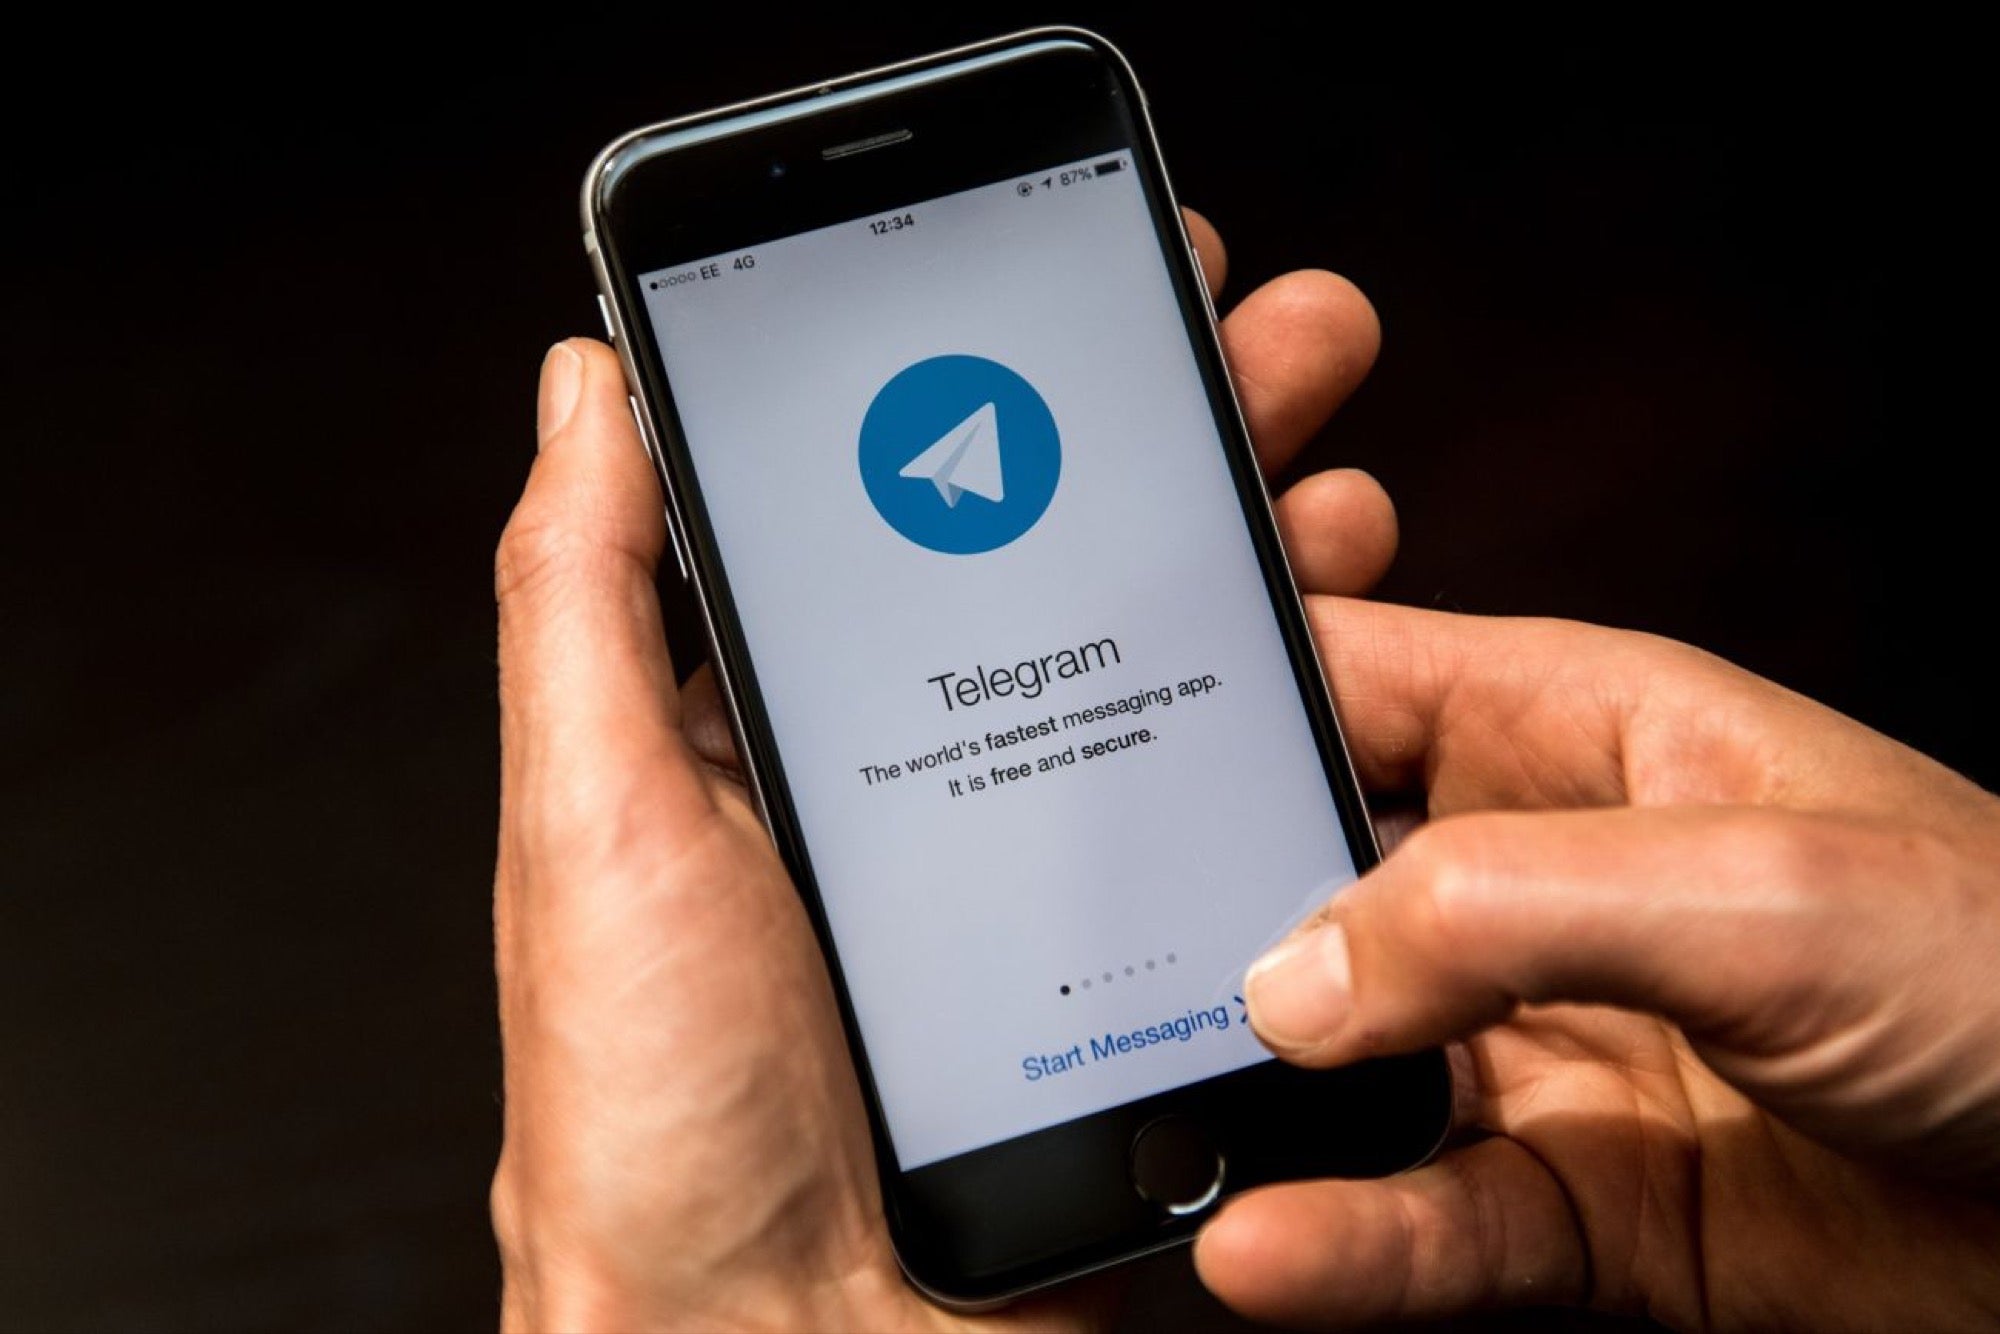 EE 4G 12:34 87%
Telegram
The world's fastest messaging app.
It is free and secure.
Start Messaging